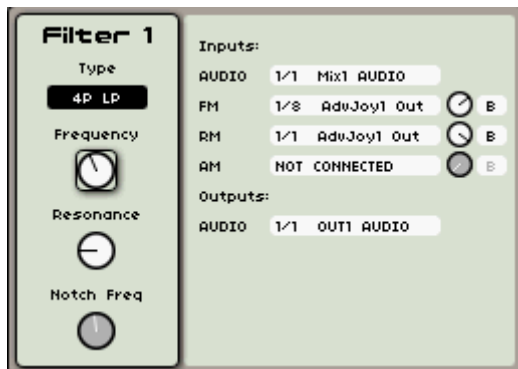 Filter 1
Type
4P LP
Frequency
Resonance
Notch Freq
Inputs:
AUDIO 1/1 Mix1 AUDIO
FM 1/8 AdvJoy1 Out B
RM 1/1 AdvJoy1 Out B
AM NOT CONNECTED B
Outputs:
AUDIO 1/1 OUT1 AUDIO